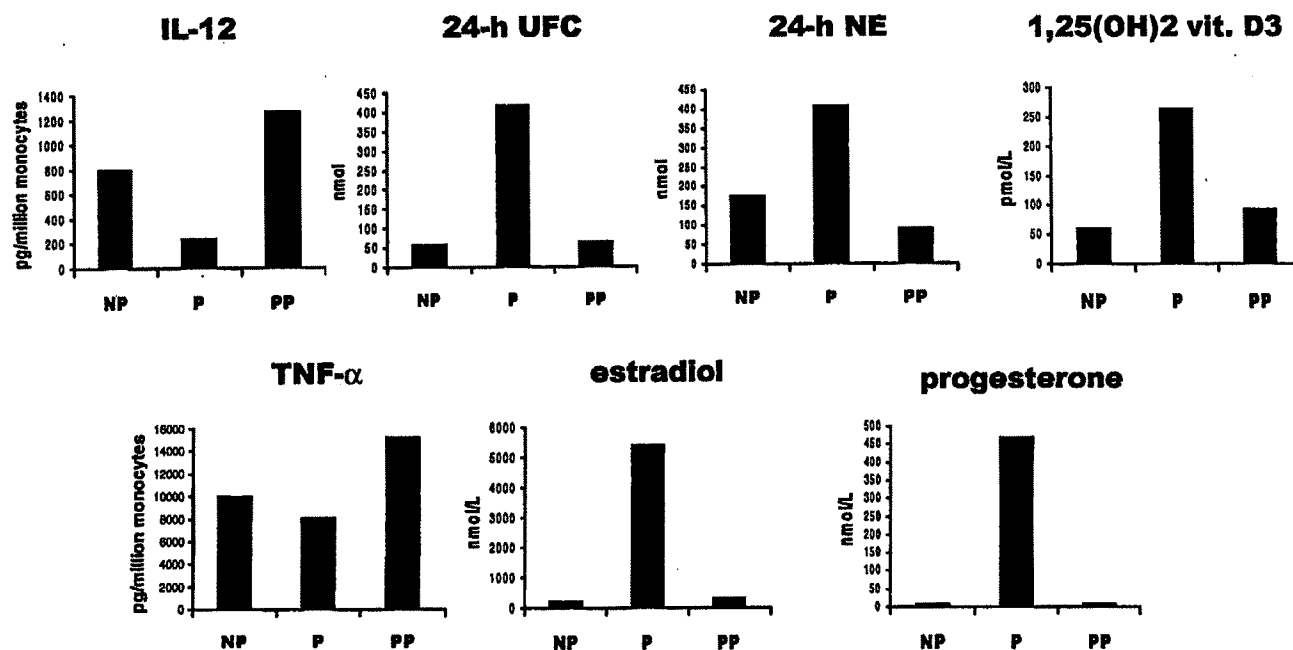 IL-12
24-h UFC
24-h NE
1,25(OH)2 vit. D3
pg/million monocytes
1400
1200
1000
800
600
400
200
0
NP P PP
nmol
450
400
350
300
250
200
150
100
50
0
NP P PP
nmol
450
400
350
300
250
200
150
100
50
0
NP P PP
pmol/L
300
250
200
150
100
50
0
NP P PP
TNF-α
estradiol
progesterone
pg/million monocytes
16000
14000
12000
10000
8000
6000
4000
2000
0
NP P PP
nmol/L
6000
5000
4000
3000
2000
1000
0
NP P PP
nmol/L
500
450
400
350
300
250
200
150
100
50
0
NP P PP